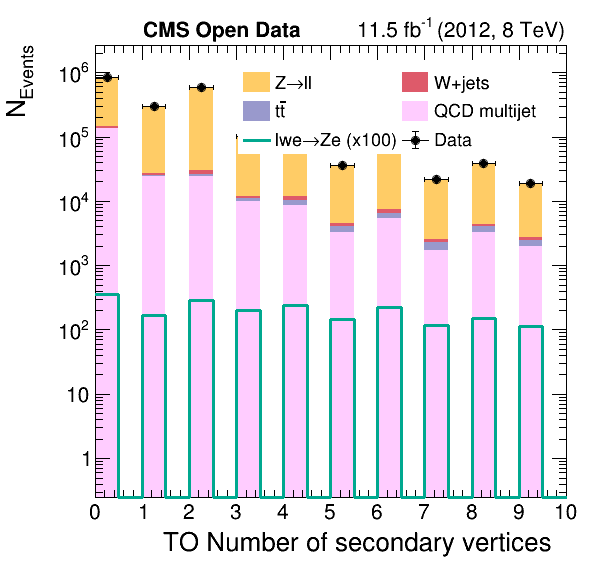 CMS Open Data 11.5 fb⁻¹ (2012, 8 TeV)
N_Events
Z→ll W+jets
tt̄ QCD multijet
lwe→Ze (x100) Data
10⁶
10⁵
10⁴
10³
10²
10
1
0 1 2 3 4 5 6 7 8 9 10
TO Number of secondary vertices